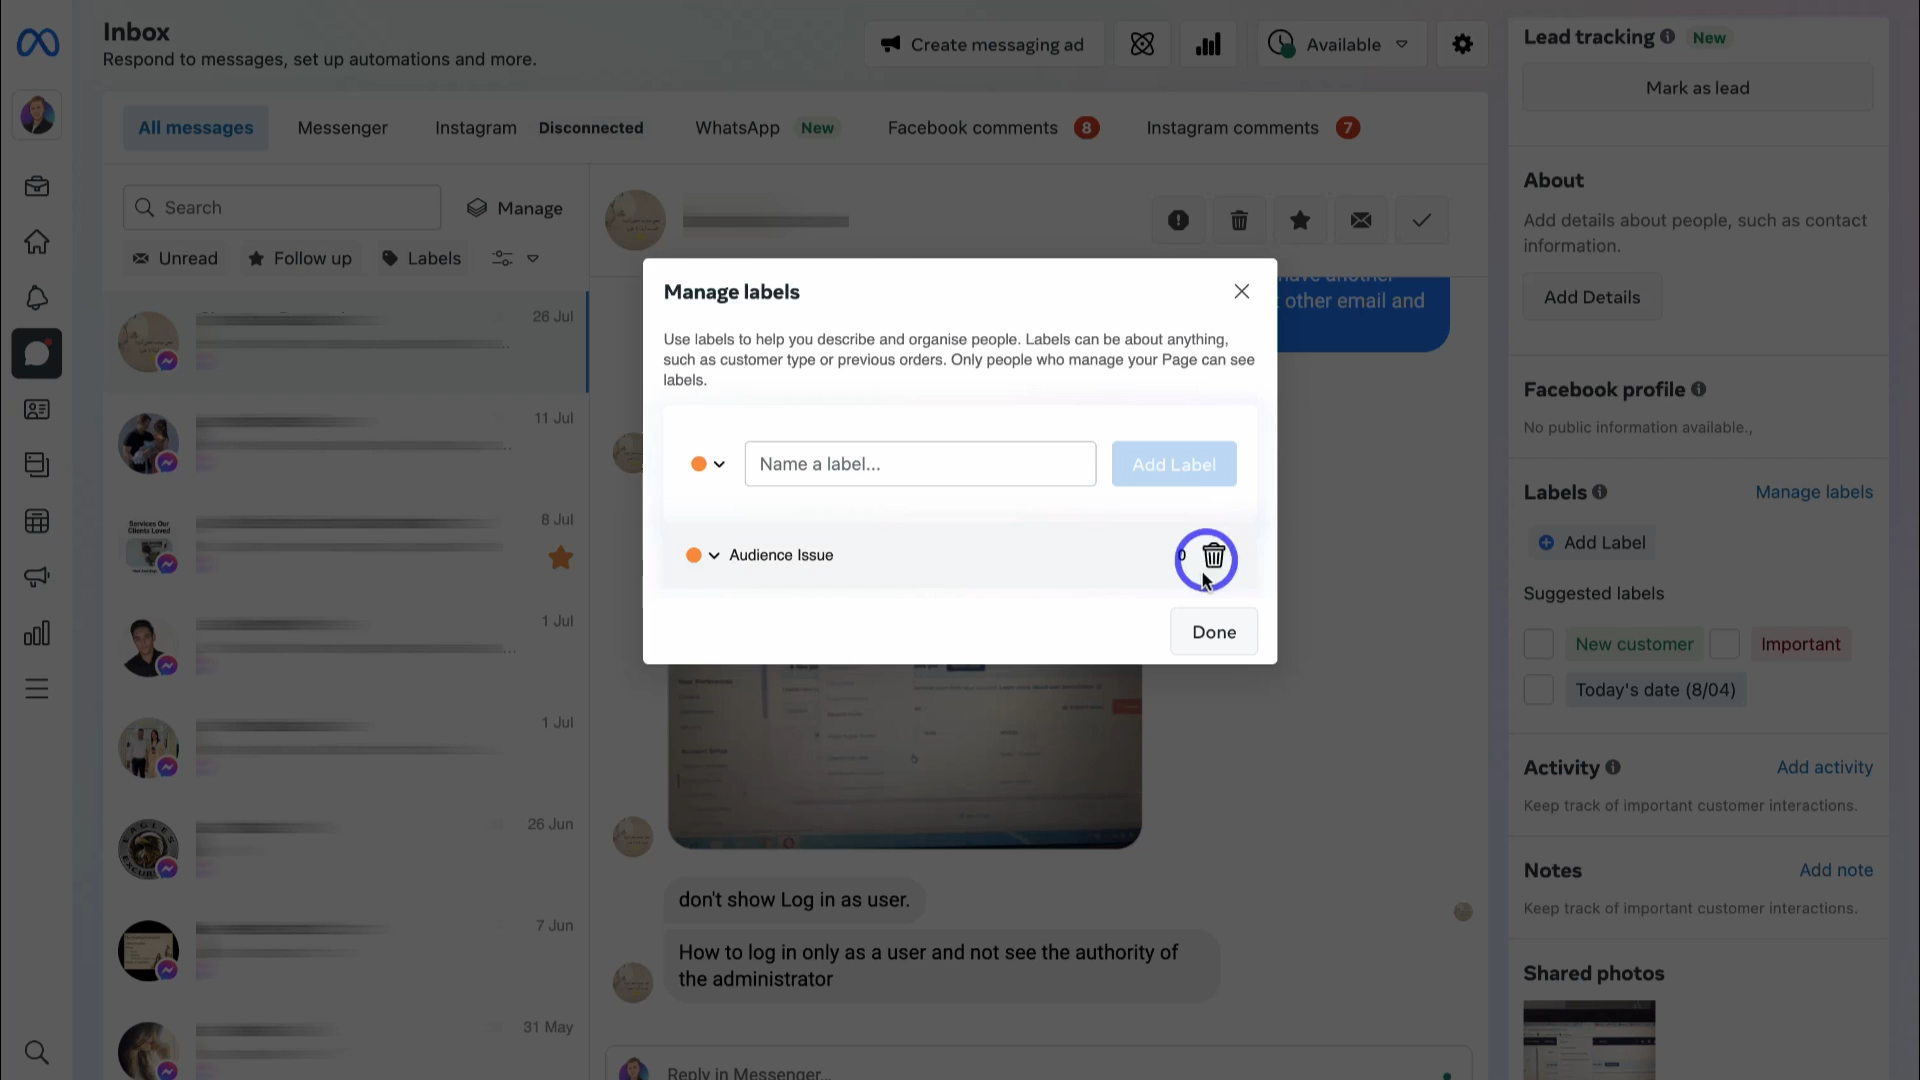 Inbox
Respond to messages, set up automations and more.
Create messaging ad
Available
All messages
Messenger
Instagram Disconnected
WhatsApp New
Facebook comments 8
Instagram comments 7
Search
Manage
Unread
Follow up
Labels
26 Jul
11 Jul
8 Jul
1 Jul
1 Jul
26 Jun
7 Jun
31 May
Services Our
Clients Loved
other email and
Manage labels
Use labels to help you describe and organise people. Labels can be about anything,
such as customer type or previous orders. Only people who manage your Page can see
labels.
Name a label...
Add Label
Audience Issue
0
Done
don't show Log in as user.
How to log in only as a user and not see the authority of
the administrator
Reply in Messenger...
Lead tracking New
Mark as lead
About
Add details about people, such as contact
information.
Add Details
Facebook profile
No public information available.,
Labels
Manage labels
Add Label
Suggested labels
New customer
Important
Today's date (8/04)
Activity
Add activity
Keep track of important customer interactions.
Notes
Add note
Keep track of important customer interactions.
Shared photos